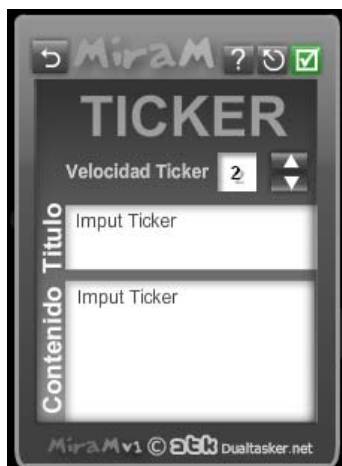 MiraM ?
TICKER
Velocidad Ticker 2
Titulo
Imput Ticker
Contenido
Imput Ticker
MiraM v1 © atk Dualtasker.net